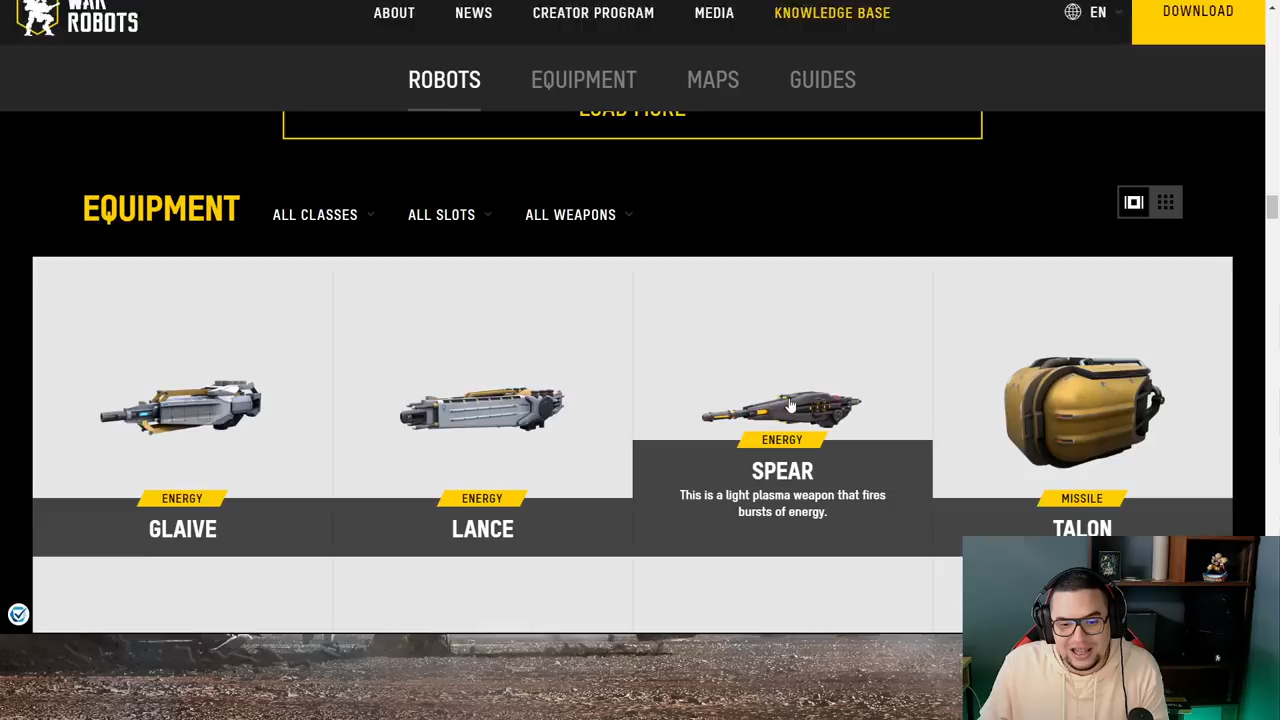 WAR
ROBOTS
ABOUT
NEWS
CREATOR PROGRAM
MEDIA
KNOWLEDGE BASE
EN
DOWNLOAD
ROBOTS
EQUIPMENT
MAPS
GUIDES
LOAD MORE
EQUIPMENT
ALL CLASSES
ALL SLOTS
ALL WEAPONS
ENERGY
GLAIVE
ENERGY
LANCE
ENERGY
SPEAR
This is a light plasma weapon that fires
bursts of energy.
MISSILE
TALON